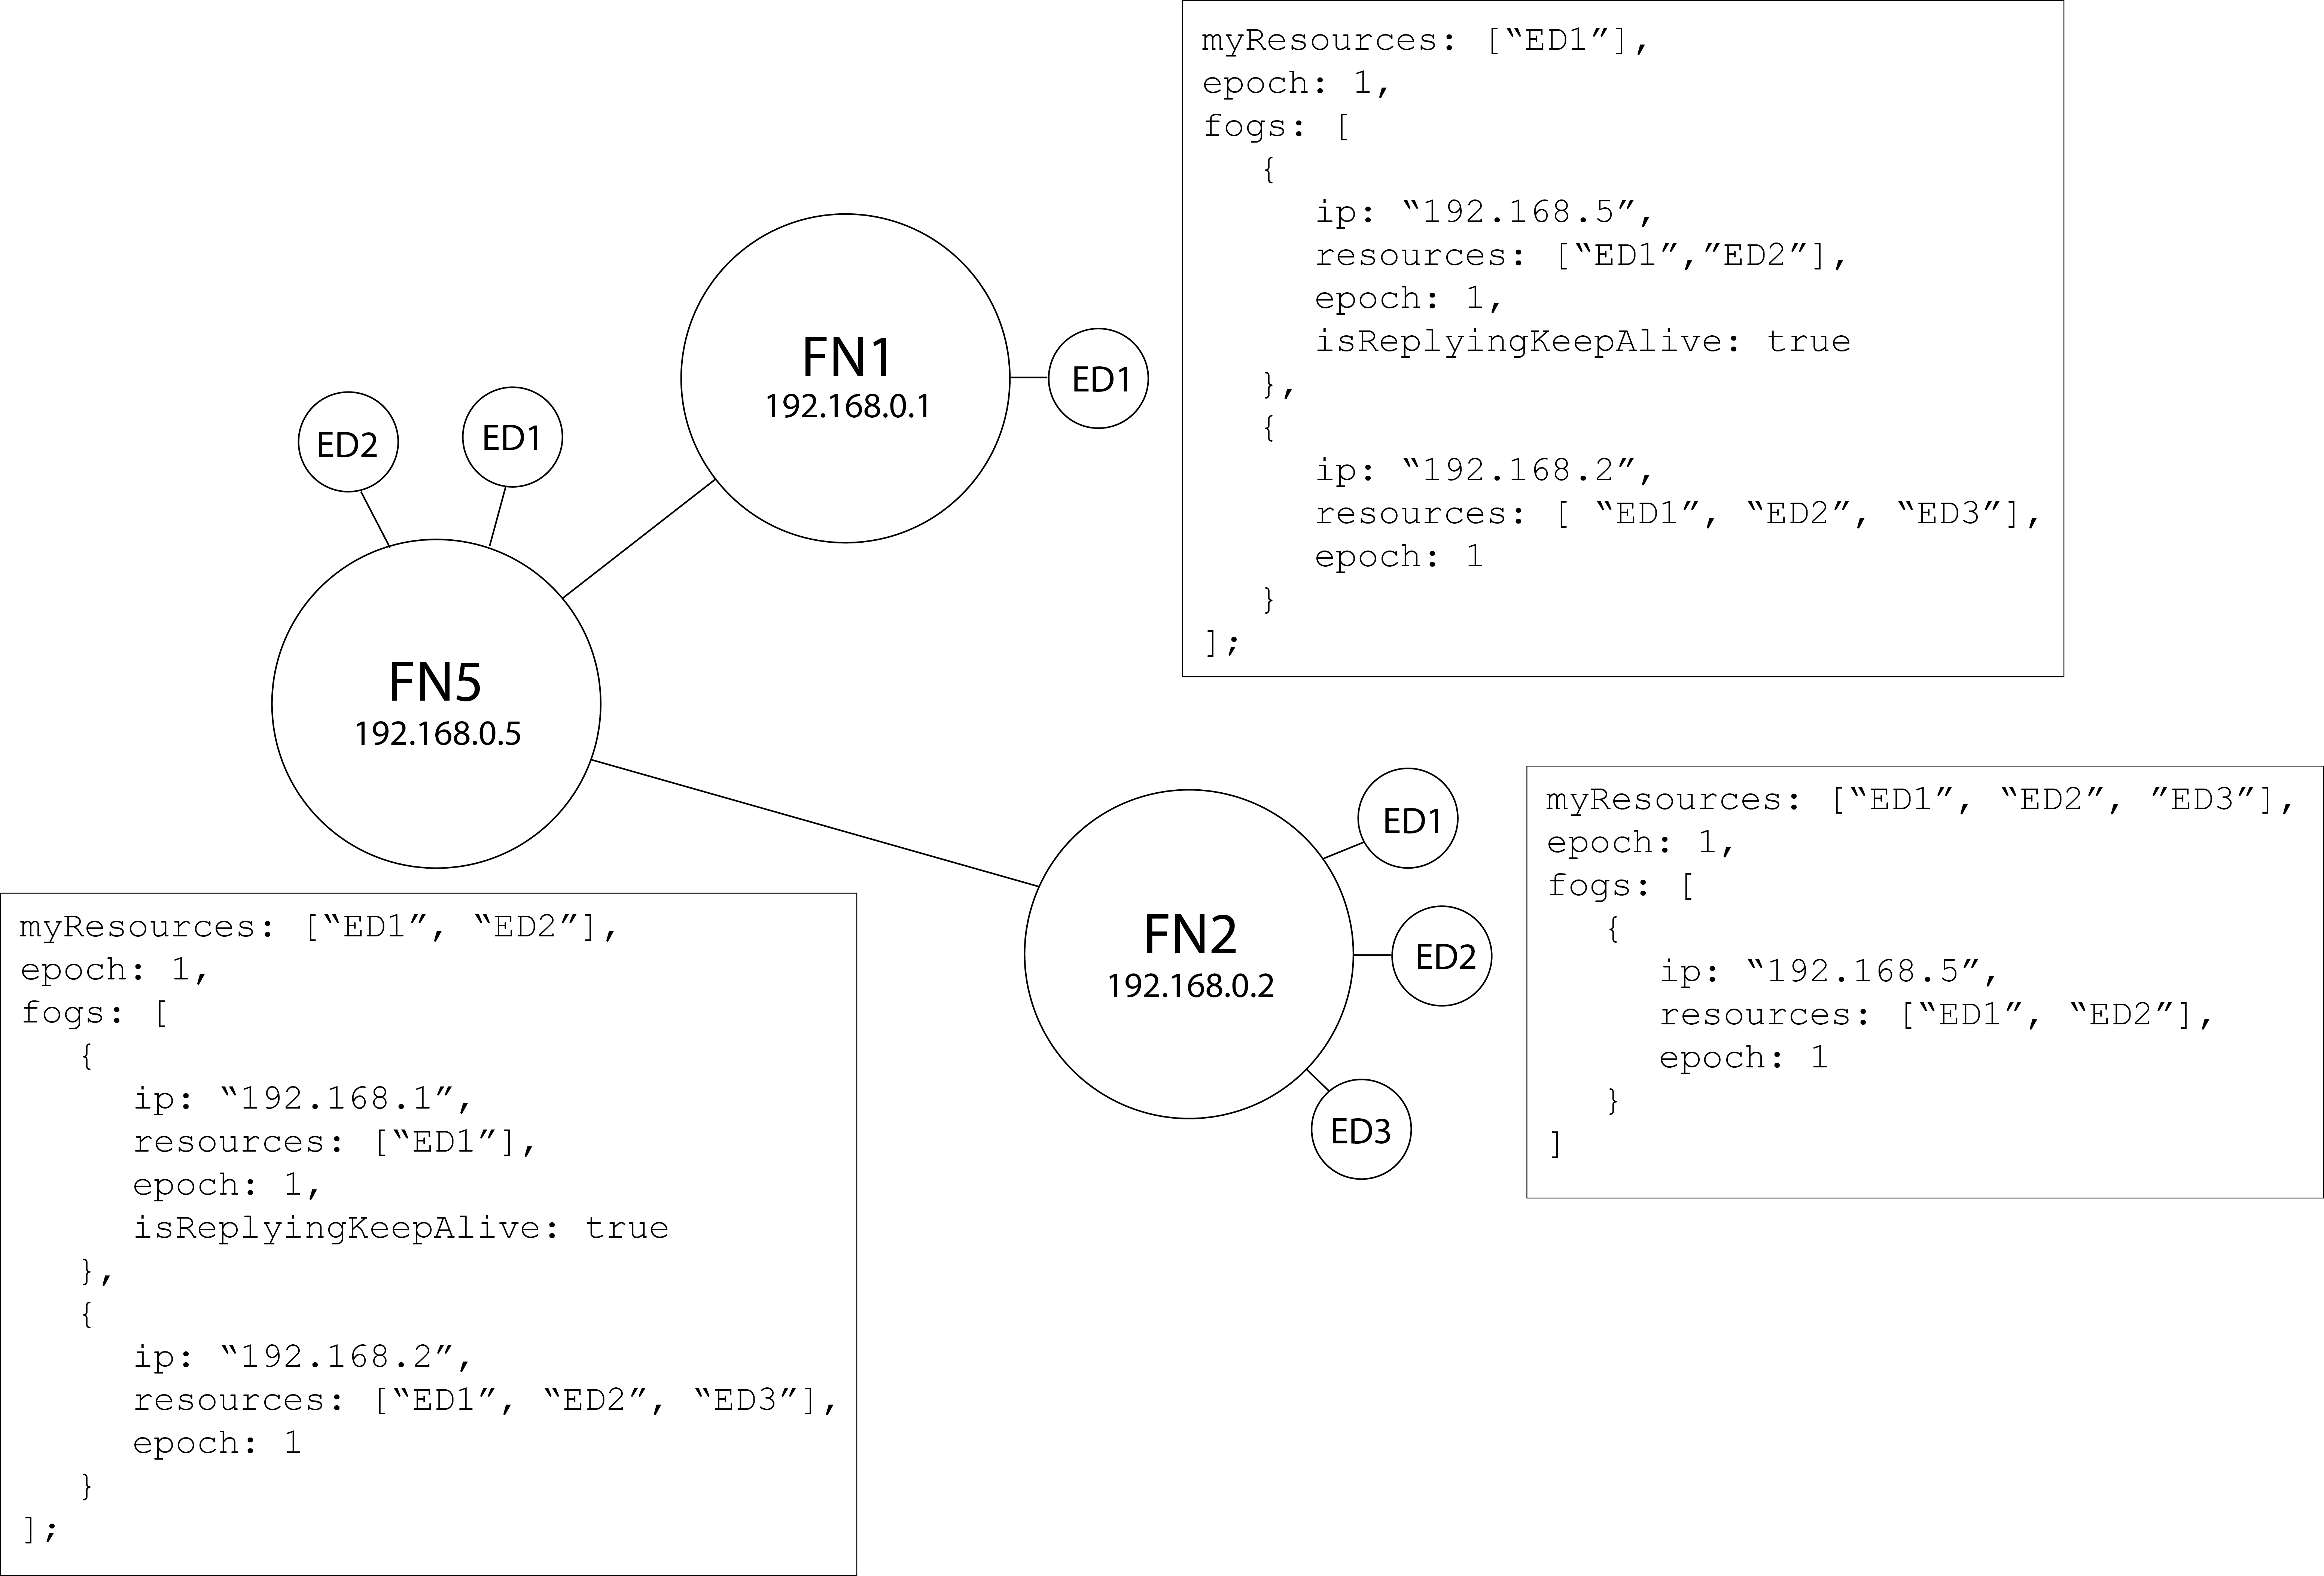 myResources: [“ED1”],
epoch: 1,
fogs: [
{
ip: “192.168.5”,
resources: [“ED1”,”ED2”],
epoch: 1,
isReplyingKeepAlive: true
},
{
ip: “192.168.2”,
resources: [ “ED1”, “ED2”, “ED3”],
epoch: 1
}
];
FN1
192.168.0.1
ED1
ED2
ED1
FN5
192.168.0.5
FN2
192.168.0.2
ED1
ED2
ED3
myResources: [“ED1”, “ED2”, ”ED3”],
epoch: 1,
fogs: [
{
ip: “192.168.5”,
resources: [“ED1”, “ED2”],
epoch: 1
}
]
myResources: [“ED1”, “ED2”],
epoch: 1,
fogs: [
{
ip: “192.168.1”,
resources: [“ED1”],
epoch: 1,
isReplyingKeepAlive: true
},
{
ip: “192.168.2”,
resources: [“ED1”, “ED2”, “ED3”],
epoch: 1
}
];